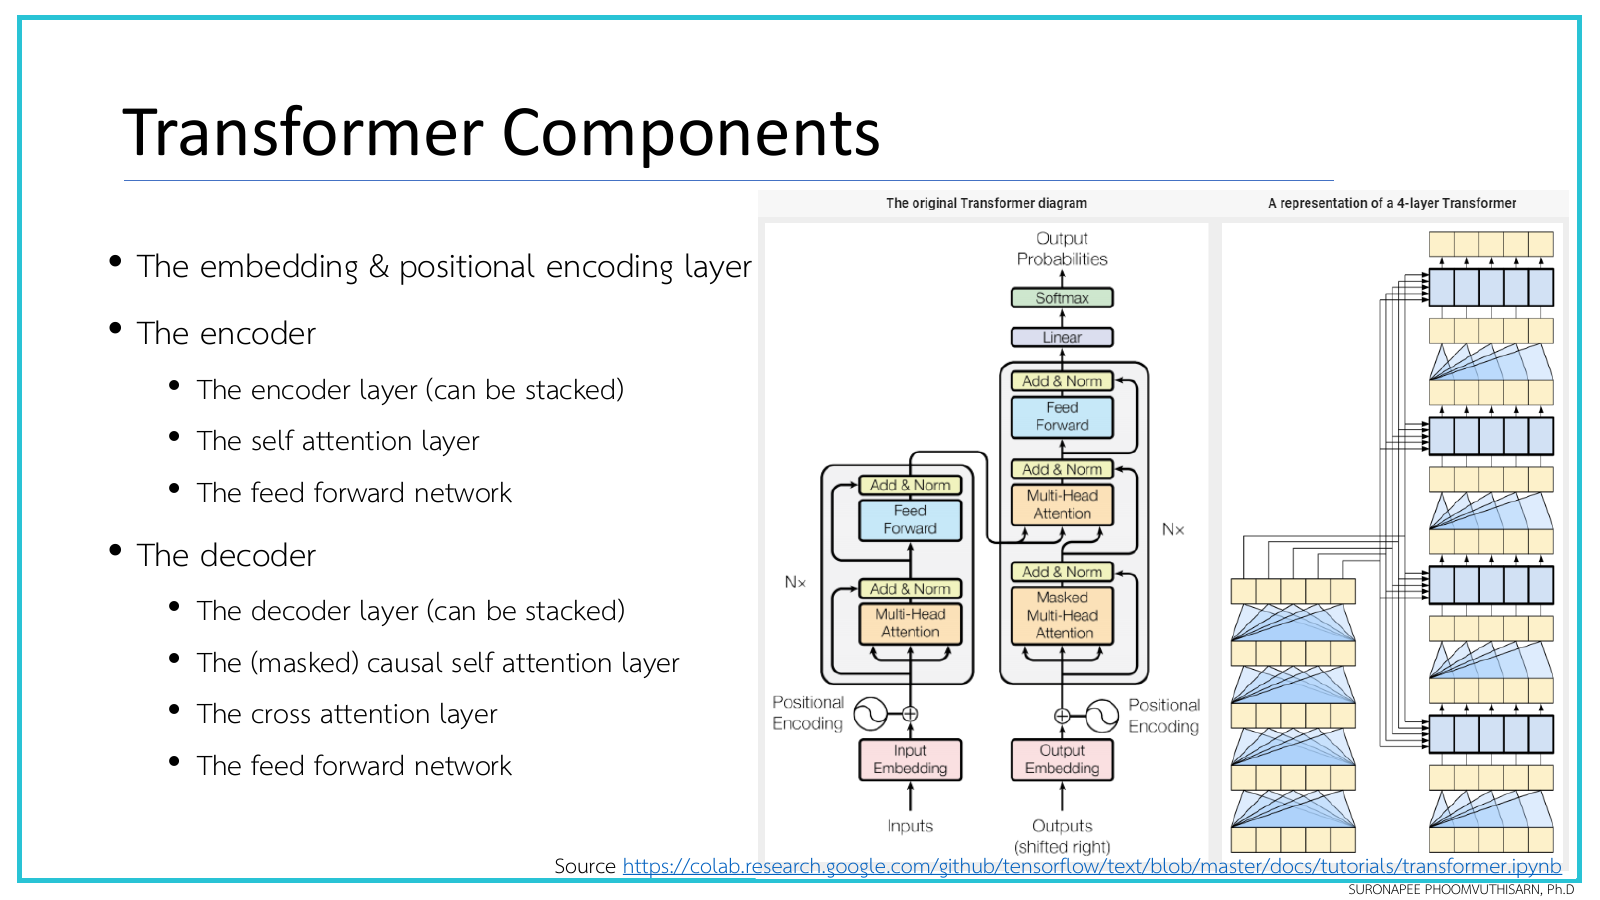 Transformer Components
• The embedding & positional encoding layer
• The encoder
• The encoder layer (can be stacked)
• The self attention layer
• The feed forward network
• The decoder
• The decoder layer (can be stacked)
• The (masked) causal self attention layer
• The cross attention layer
• The feed forward network
The original Transformer diagram
Output
Probabilities
Softmax
Linear
Add & Norm
Feed
Forward
Add & Norm
Multi-Head
Attention
Add & Norm
Masked
Multi-Head
Attention
Nx
Positional
Encoding
Output
Embedding
Outputs
(shifted right)
Add & Norm
Feed
Forward
Add & Norm
Multi-Head
Attention
Nx
Positional
Encoding
Input
Embedding
Inputs
A representation of a 4-layer Transformer
Source https://colab.research.google.com/github/tensorflow/text/blob/master/docs/tutorials/transformer.ipynb
SURONAPEE PHOOMVUTHISARN, Ph.D